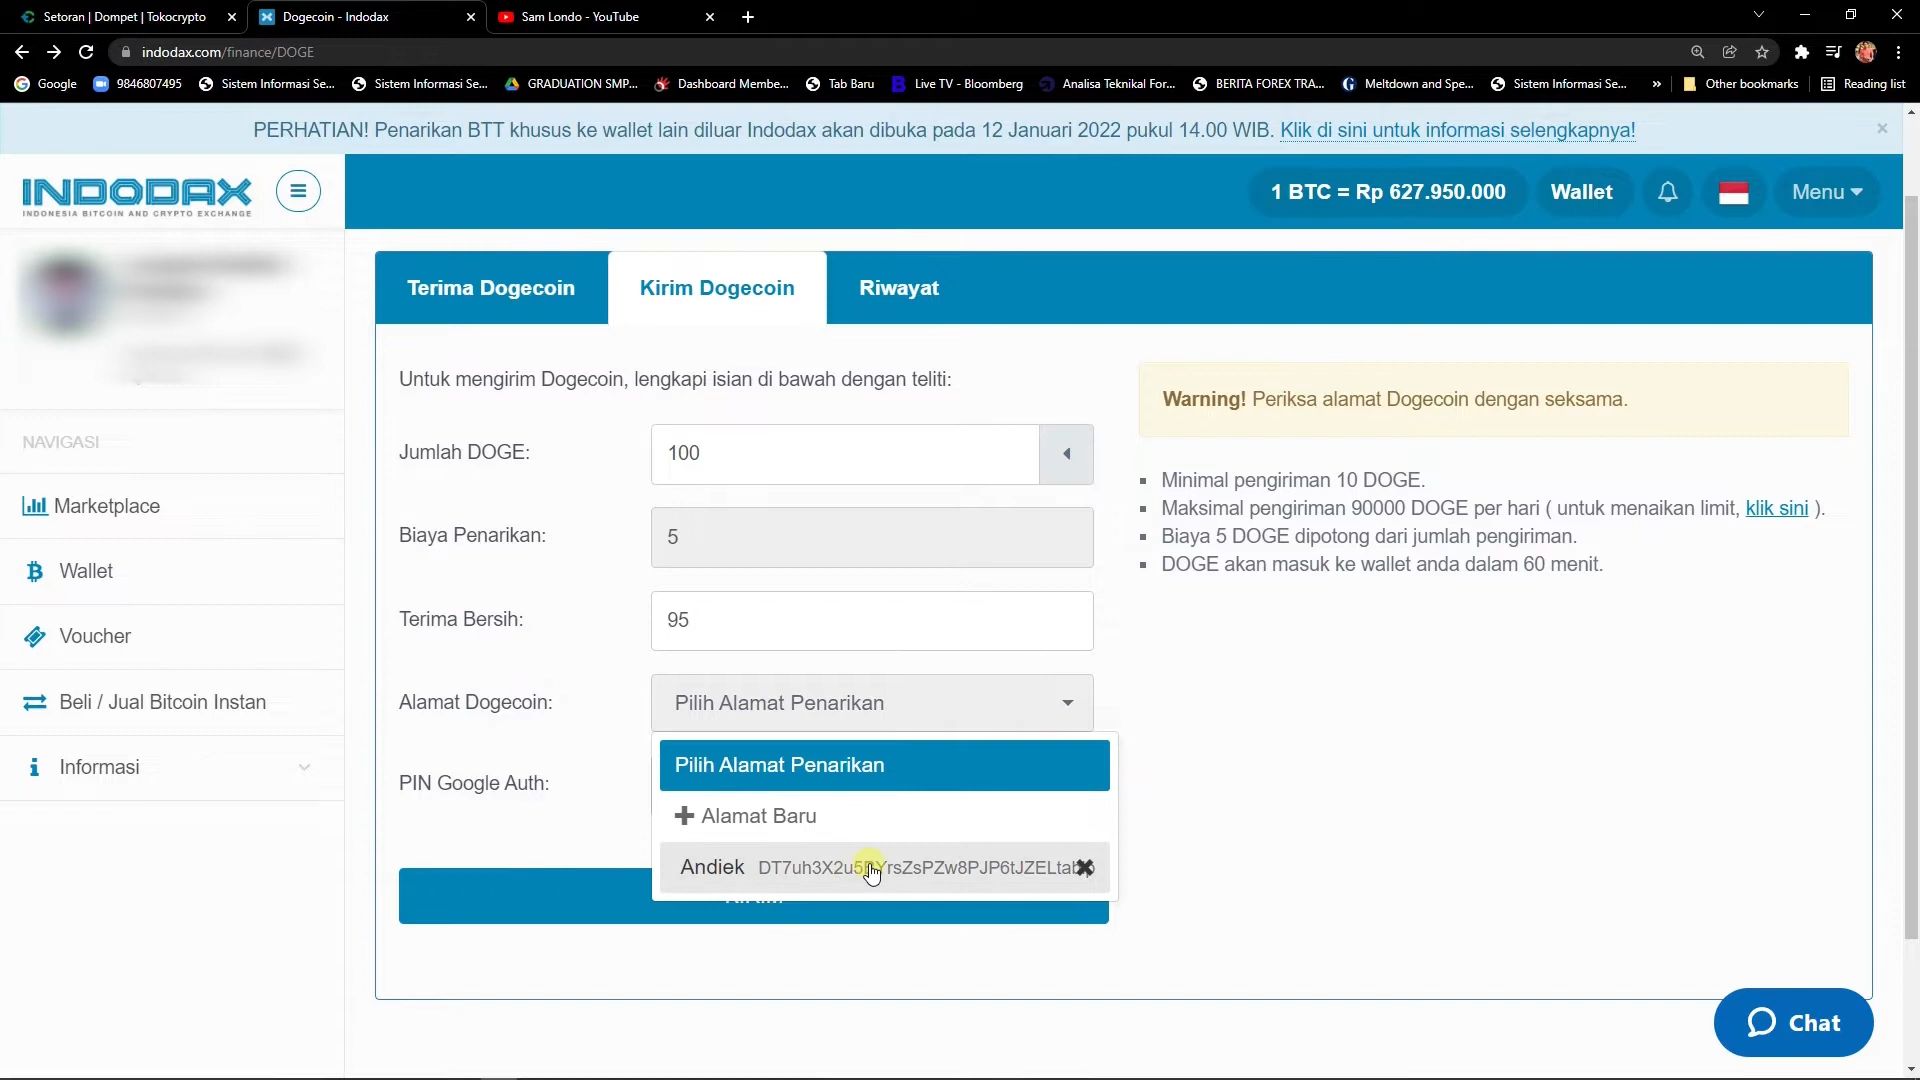 Setoran | Dompet | Tokocrypto
Dogecoin - Indodax
Sam Londo - YouTube
indodax.com/finance/DOGE
Google
9846807495
Sistem Informasi Se...
Sistem Informasi Se...
GRADUATION SMP...
Dashboard Membe...
Tab Baru
Live TV - Bloomberg
Analisa Teknikal For...
BERITA FOREX TRA...
Meltdown and Spe...
Sistem Informasi Se...
»
Other bookmarks
Reading list
PERHATIAN! Penarikan BTT khusus ke wallet lain diluar Indodax akan dibuka pada 12 Januari 2022 pukul 14.00 WIB. Klik di sini untuk informasi selengkapnya!
INDODAX
INDONESIA BITCOIN AND CRYPTO EXCHANGE
1 BTC = Rp 627.950.000
Wallet
Menu
Terima Dogecoin
Kirim Dogecoin
Riwayat
NAVIGASI
Marketplace
Wallet
Voucher
Beli / Jual Bitcoin Instan
Informasi
Untuk mengirim Dogecoin, lengkapi isian di bawah dengan teliti:
Jumlah DOGE:
100
Biaya Penarikan:
5
Terima Bersih:
95
Alamat Dogecoin:
Pilih Alamat Penarikan
PIN Google Auth:
Pilih Alamat Penarikan
Alamat Baru
Andiek
Warning! Periksa alamat Dogecoin dengan seksama.
Minimal pengiriman 10 DOGE.
Maksimal pengiriman 90000 DOGE per hari ( untuk menaikan limit, klik sini ).
Biaya 5 DOGE dipotong dari jumlah pengiriman.
DOGE akan masuk ke wallet anda dalam 60 menit.
Chat